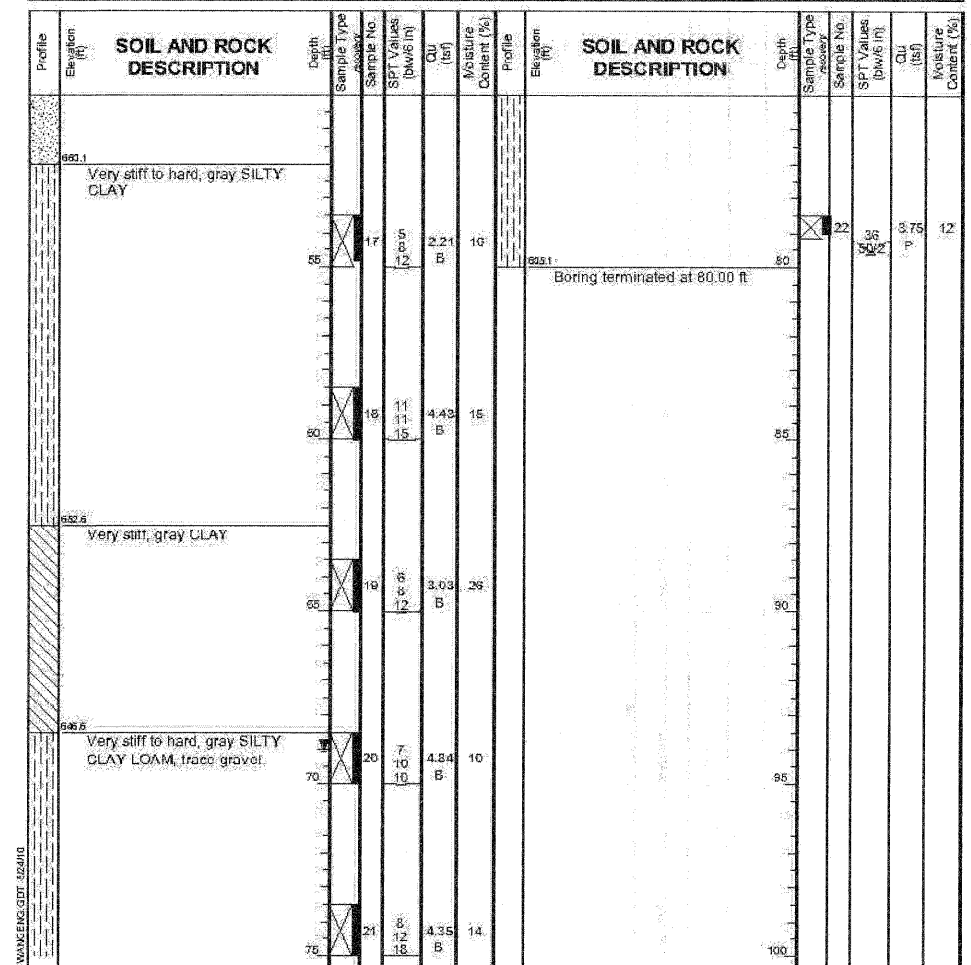 Profile Elevation (ft) SOIL AND ROCK DESCRIPTION Depth (ft) Sample Type recovery Sample No. SPT Values (blw/6 in) Qu (tsf) Moisture Content (%) Profile Elevation (ft) SOIL AND ROCK DESCRIPTION Depth (ft) Sample Type recovery Sample No. SPT Values (blw/6 in) Qu (tsf) Moisture Content (%)
Very stiff to hard, gray SILTY
CLAY
17 5 8 12 2.21 B 10
55
22 36 50/2 3.75 P 12
80
605.1
Boring terminated at 80.00 ft
18 11 11 15 4.43 B 15
60
85
652.6
Very stiff, gray CLAY
19 6 8 12 3.03 B 26
65
90
646.6
Very stiff to hard, gray SILTY
CLAY LOAM, trace gravel
20 7 10 10 4.84 B 10
70
95
21 8 12 18 4.35 B 14
75
100
WANGENG.GDT 8/24/10